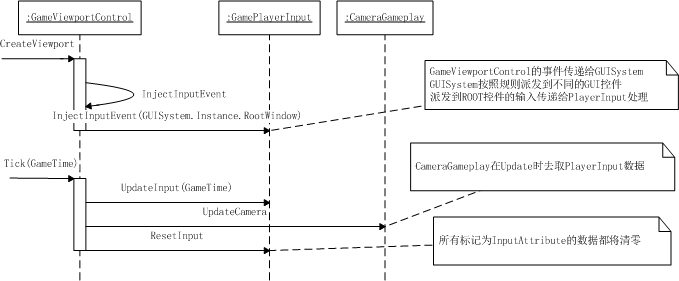 :GameViewportControl
:GamePlayerInput
:CameraGameplay
CreateViewport
InjectInputEvent
InjectInputEvent(GUISystem.Instance.RootWindow)
GameViewportControl的事件传递给GUISystem
GUISystem按照规则派发到不同的GUI控件
派发到ROOT控件的输入传递给PlayerInput处理
Tick(GameTime)
UpdateInput(GameTime)
UpdateCamera
ResetInput
CameraGameplay在Update时去取PlayerInput数据
所有标记为InputAttribute的数据都将清零